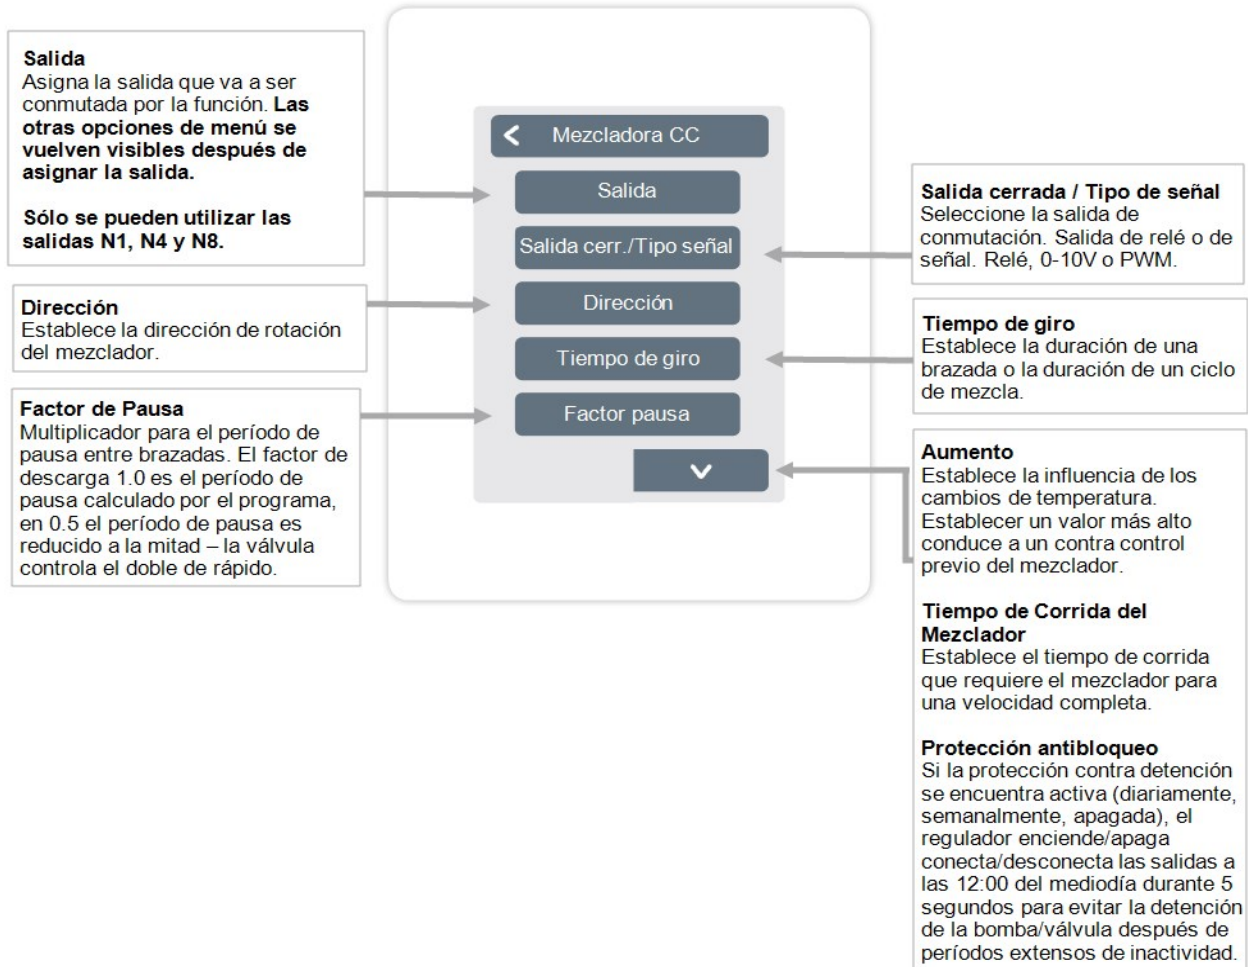 Salida
Asigna la salida que va a ser
conmutada por la función. Las
otras opciones de menú se
vuelven visibles después de
asignar la salida.
Sólo se pueden utilizar las
salidas N1, N4 y N8.
Dirección
Establece la dirección de rotación
del mezclador.
Factor de Pausa
Multiplicador para el período de
pausa entre brazadas. El factor de
descarga 1.0 es el período de
pausa calculado por el programa,
en 0.5 el período de pausa es
reducido a la mitad – la válvula
controla el doble de rápido.
Mezcladora CC
Salida
Salida cerr./Tipo señal
Dirección
Tiempo de giro
Factor pausa
Salida cerrada / Tipo de señal
Seleccione la salida de
conmutación. Salida de relé o de
señal. Relé, 0-10V o PWM.
Tiempo de giro
Establece la duración de una
brazada o la duración de un ciclo
de mezcla.
Aumento
Establece la influencia de los
cambios de temperatura.
Establecer un valor más alto
conduce a un contra control
previo del mezclador.
Tiempo de Corrida del
Mezclador
Establece el tiempo de corrida
que requiere el mezclador para
una velocidad completa.
Protección antibloqueo
Si la protección contra detención
se encuentra activa (diariamente,
semanalmente, apagada), el
regulador enciende/apaga
conecta/desconecta las salidas a
las 12:00 del mediodía durante 5
segundos para evitar la detención
de la bomba/válvula después de
períodos extensos de inactividad.